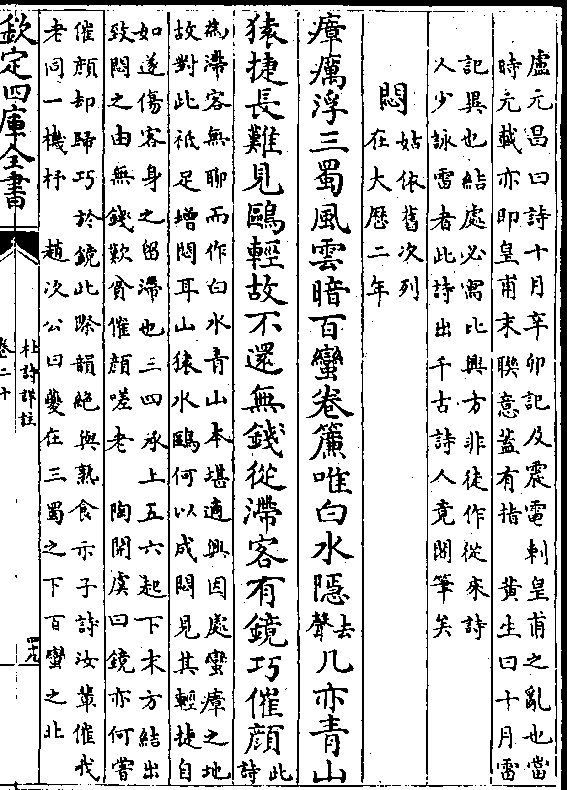 盧元昌曰詩十月辛卯記及震電刺皇甫之亂也當
時元載亦即皇甫末聯意蓋有指　黄生曰十月雷
記異也結處必寓比興方非徒作從來詩
人少詠雷者此詩出千古詩人竟閣筆矣
悶
姑依舊次列
在大歴二年
瘴癘浮三蜀風雲暗百蠻卷簾唯白水隱去聲几亦青山
猿捷長難見鷗輕故不還無錢從滯客有鏡巧催顔此詩
為滯客無聊而作白水青山本堪適興因處蠻瘴之地
故對此祗足增悶耳山猿水鷗何以成悶見其輕捷自
如遂傷客身之留滯也三四承上五六起下末方結出
致悶之由無錢歎貧催顔嗟老　陶開虞曰鏡亦何嘗
催顔却歸巧於鏡此際韻絶與熟食示子詩汝輩催我
老同一機杼　趙次公曰夔在三蜀之下百蠻之北
欽定四庫全書
杜詩詳註
卷二十
四九